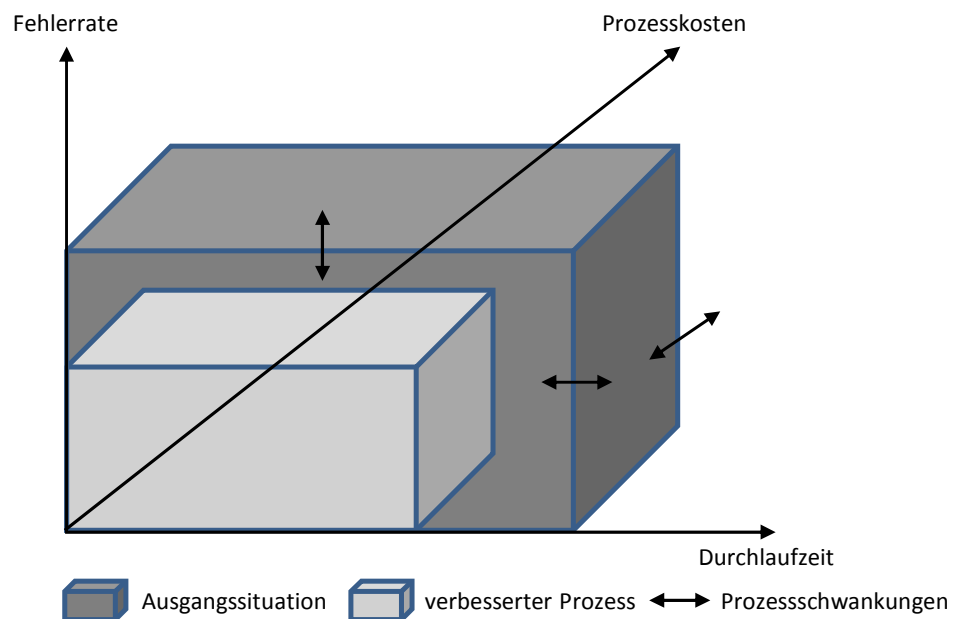 Fehlerrate
Prozesskosten
Durchlaufzeit
Ausgangssituation
verbesserter Prozess
Prozessschwankungen